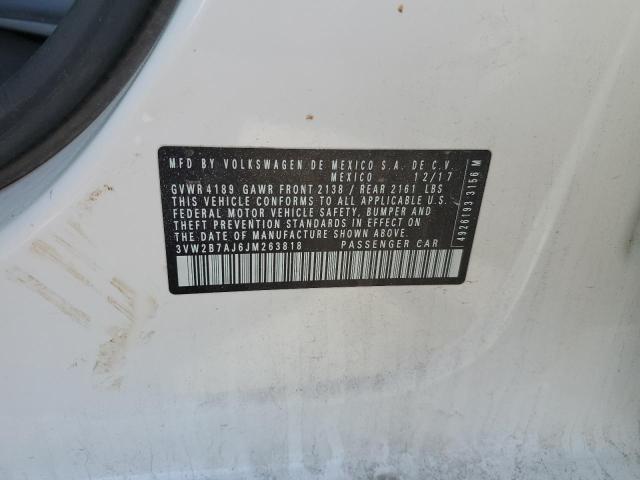 MFD BY VOLKSWAGEN DE MEXICO S.A. DE C.V
MEXICO 12/17
GVWR 4189 GAWR FRONT 2138 / REAR 2161 LBS
THIS VEHICLE CONFORMS TO ALL APPLICABLE U.S.
FEDERAL MOTOR VEHICLE SAFETY, BUMPER AND
THEFT PREVENTION STANDARDS IN EFFECT ON
THE DATE OF MANUFACTURE SHOWN ABOVE.
3VW2B7AJ6JM263818 PASSENGER CAR
4926193 3156 M